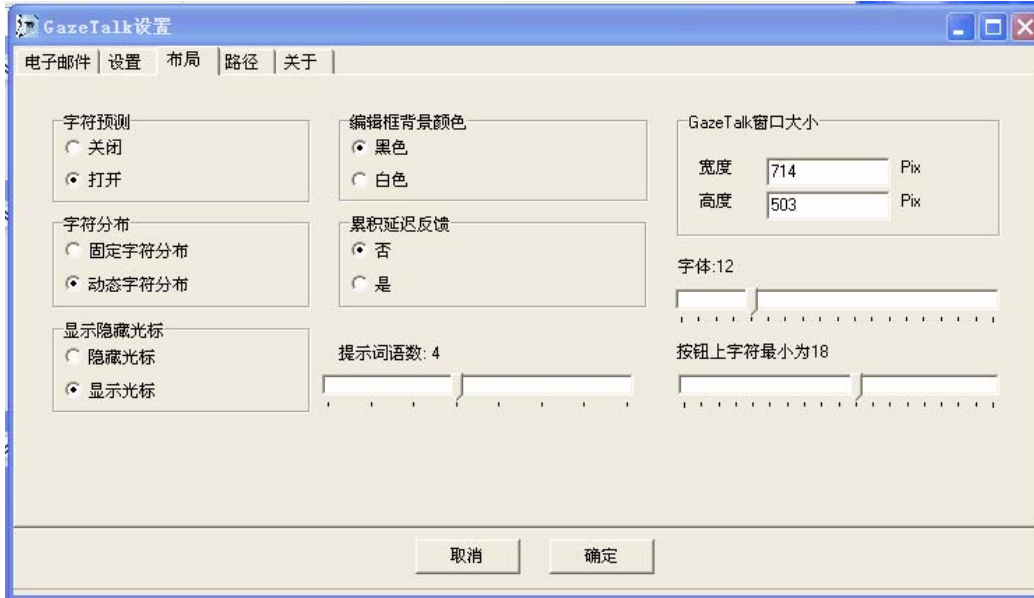 GazeTalk设置
电子邮件 设置 布局 路径 关于
字符预测
关闭
打开
字符分布
固定字符分布
动态字符分布
显示隐藏光标
隐藏光标
显示光标
编辑框背景颜色
黑色
白色
累积延迟反馈
否
是
提示词语数: 4
GazeTalk窗口大小
宽度 714 Pix
高度 503 Pix
字体:12
按钮上字符最小为18
取消 确定